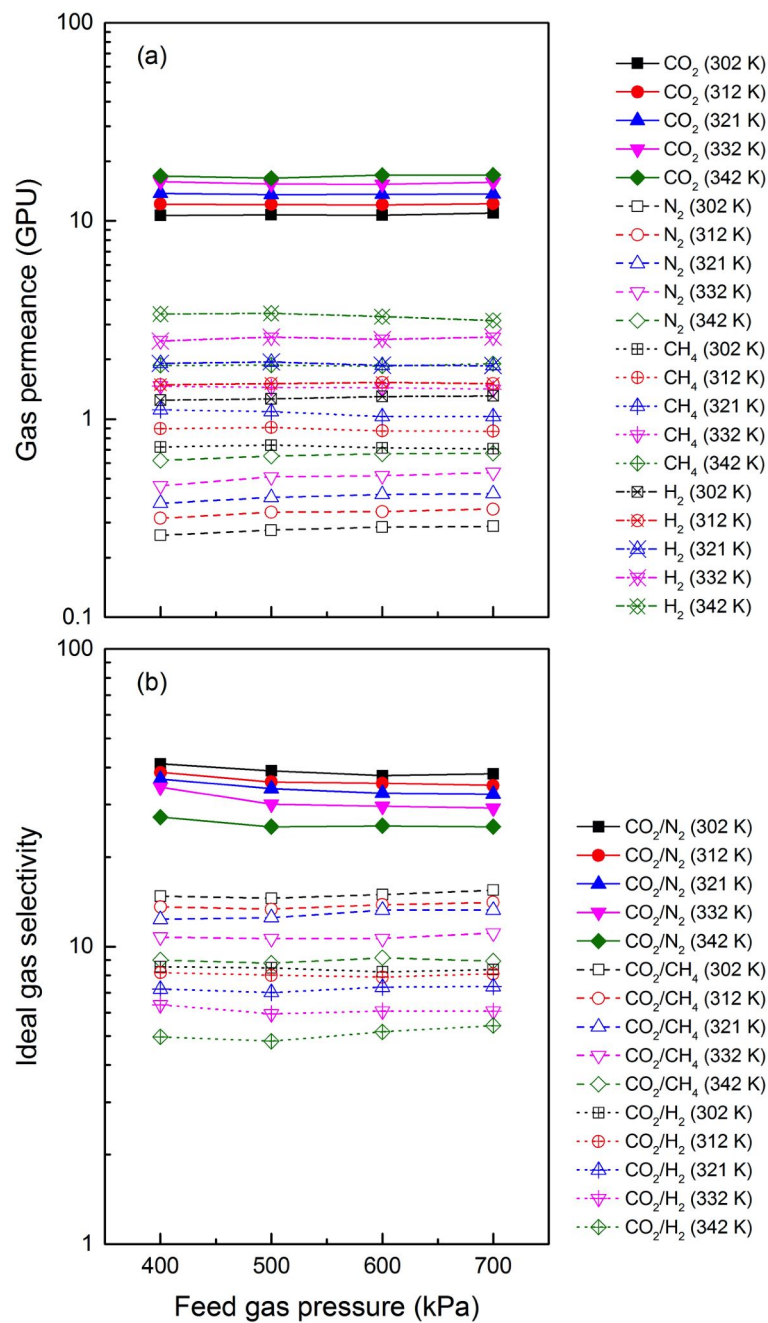 100
(a)
10
1
0.1
Gas permeance (GPU)
CO₂ (302 K)
CO₂ (312 K)
CO₂ (321 K)
CO₂ (332 K)
CO₂ (342 K)
N₂ (302 K)
N₂ (312 K)
N₂ (321 K)
N₂ (332 K)
N₂ (342 K)
CH₄ (302 K)
CH₄ (312 K)
CH₄ (321 K)
CH₄ (332 K)
CH₄ (342 K)
H₂ (302 K)
H₂ (312 K)
H₂ (321 K)
H₂ (332 K)
H₂ (342 K)
100
(b)
10
1
Ideal gas selectivity
400 500 600 700
Feed gas pressure (kPa)
CO₂/N₂ (302 K)
CO₂/N₂ (312 K)
CO₂/N₂ (321 K)
CO₂/N₂ (332 K)
CO₂/N₂ (342 K)
CO₂/CH₄ (302 K)
CO₂/CH₄ (312 K)
CO₂/CH₄ (321 K)
CO₂/CH₄ (332 K)
CO₂/CH₄ (342 K)
CO₂/H₂ (302 K)
CO₂/H₂ (312 K)
CO₂/H₂ (321 K)
CO₂/H₂ (332 K)
CO₂/H₂ (342 K)